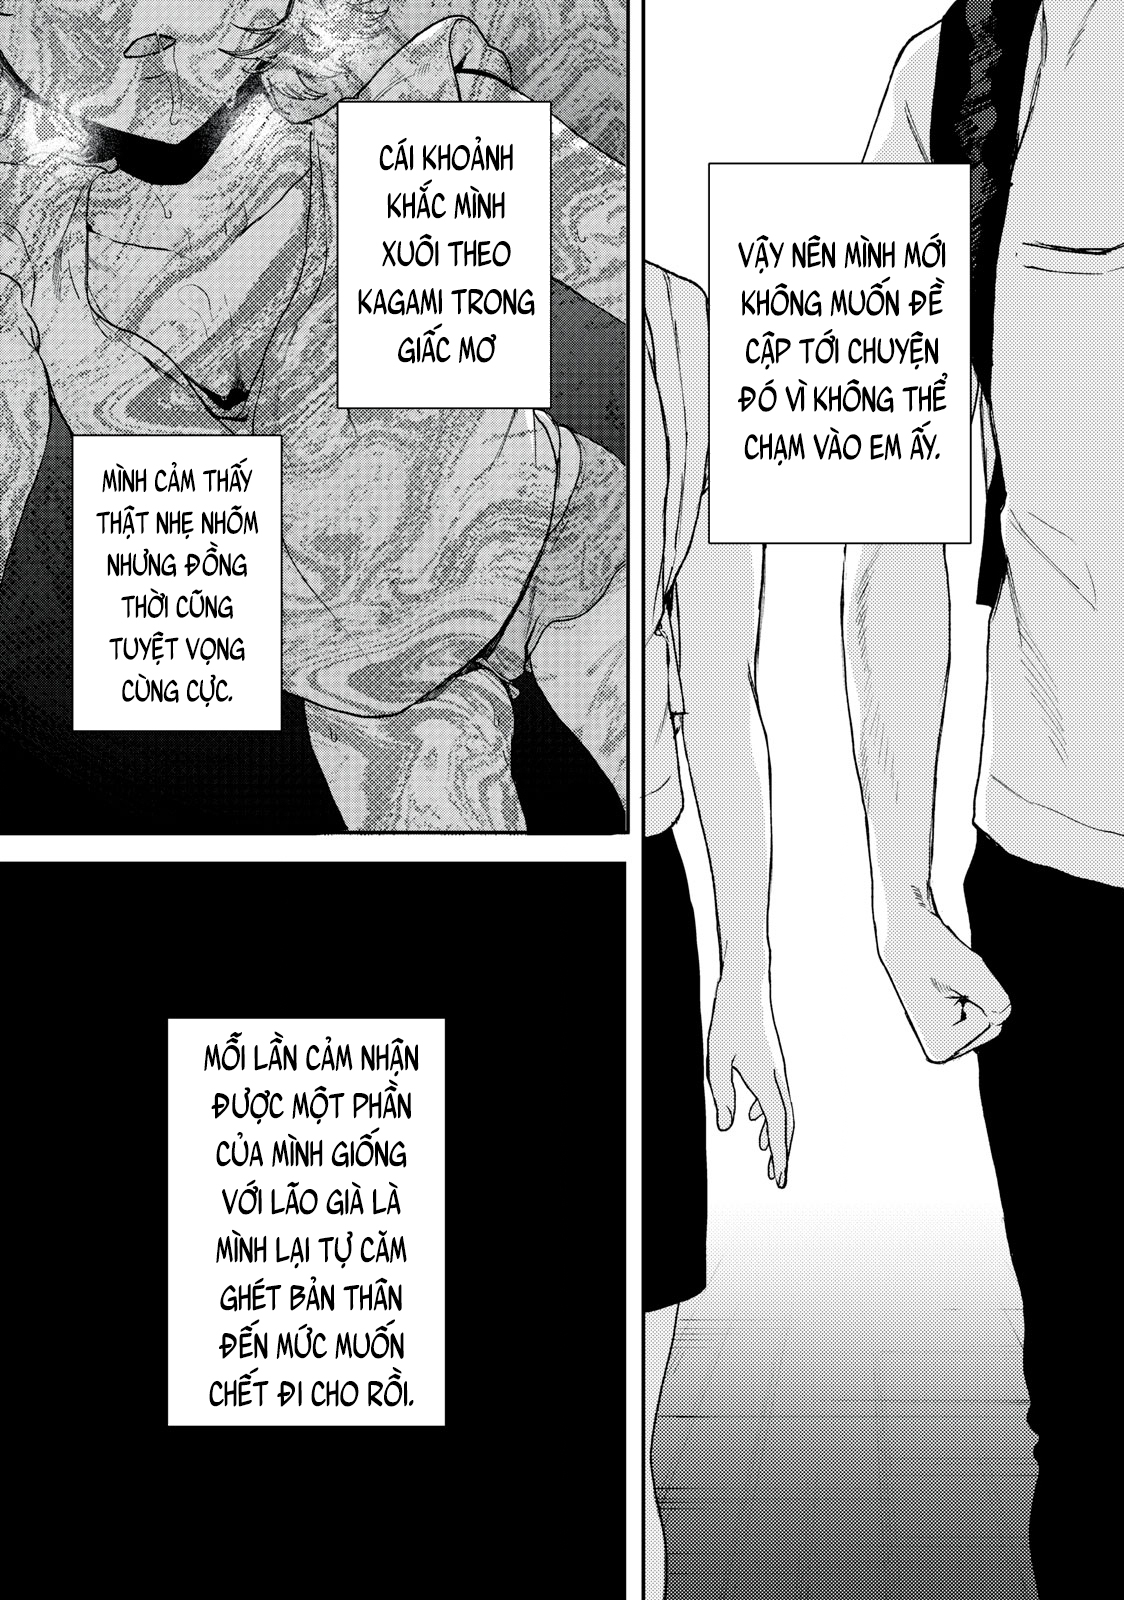 VẬY NÊN MÌNH MỚI
KHÔNG MUỐN ĐỀ
CẬP TỚI CHUYỆN
ĐÓ VÌ KHÔNG THỂ
CHẠM VÀO EM ẤY.
CÁI KHOẢNH
KHẮC MÌNH
XUÔI THEO
KAGAMI TRONG
GIẤC MƠ
MÌNH CẢM THẤY
THẬT NHẸ NHÕM
NHƯNG ĐỒNG
THỜI CŨNG
TUYỆT VỌNG
CÙNG CỰC.
MỖI LẦN CẢM NHẬN
ĐƯỢC MỘT PHẦN
CỦA MÌNH GIỐNG
VỚI LÃO GIÀ LÀ
MÌNH LẠI TỰ CĂM
GHÉT BẢN THÂN
ĐẾN MỨC MUỐN
CHẾT ĐI CHO RỒI.